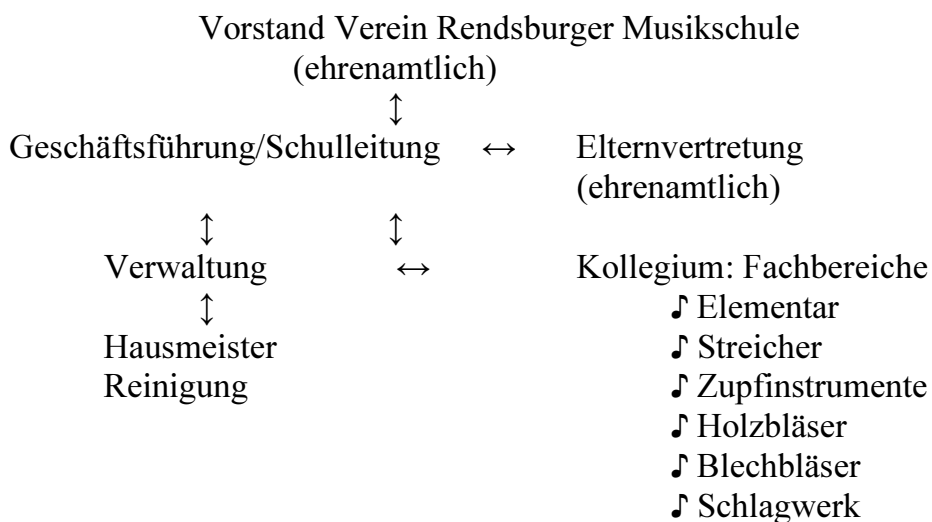 Vorstand Verein Rendsburger Musikschule
(ehrenamtlich)
↕
Geschäftsführung/Schulleitung ↔ Elternvertretung
(ehrenamtlich)
↕ ↕
Verwaltung ↔ Kollegium: Fachbereiche
↕ ♪ Elementar
Hausmeister ♪ Streicher
Reinigung ♪ Zupfinstrumente
♪ Holzbläser
♪ Blechbläser
♪ Schlagwerk